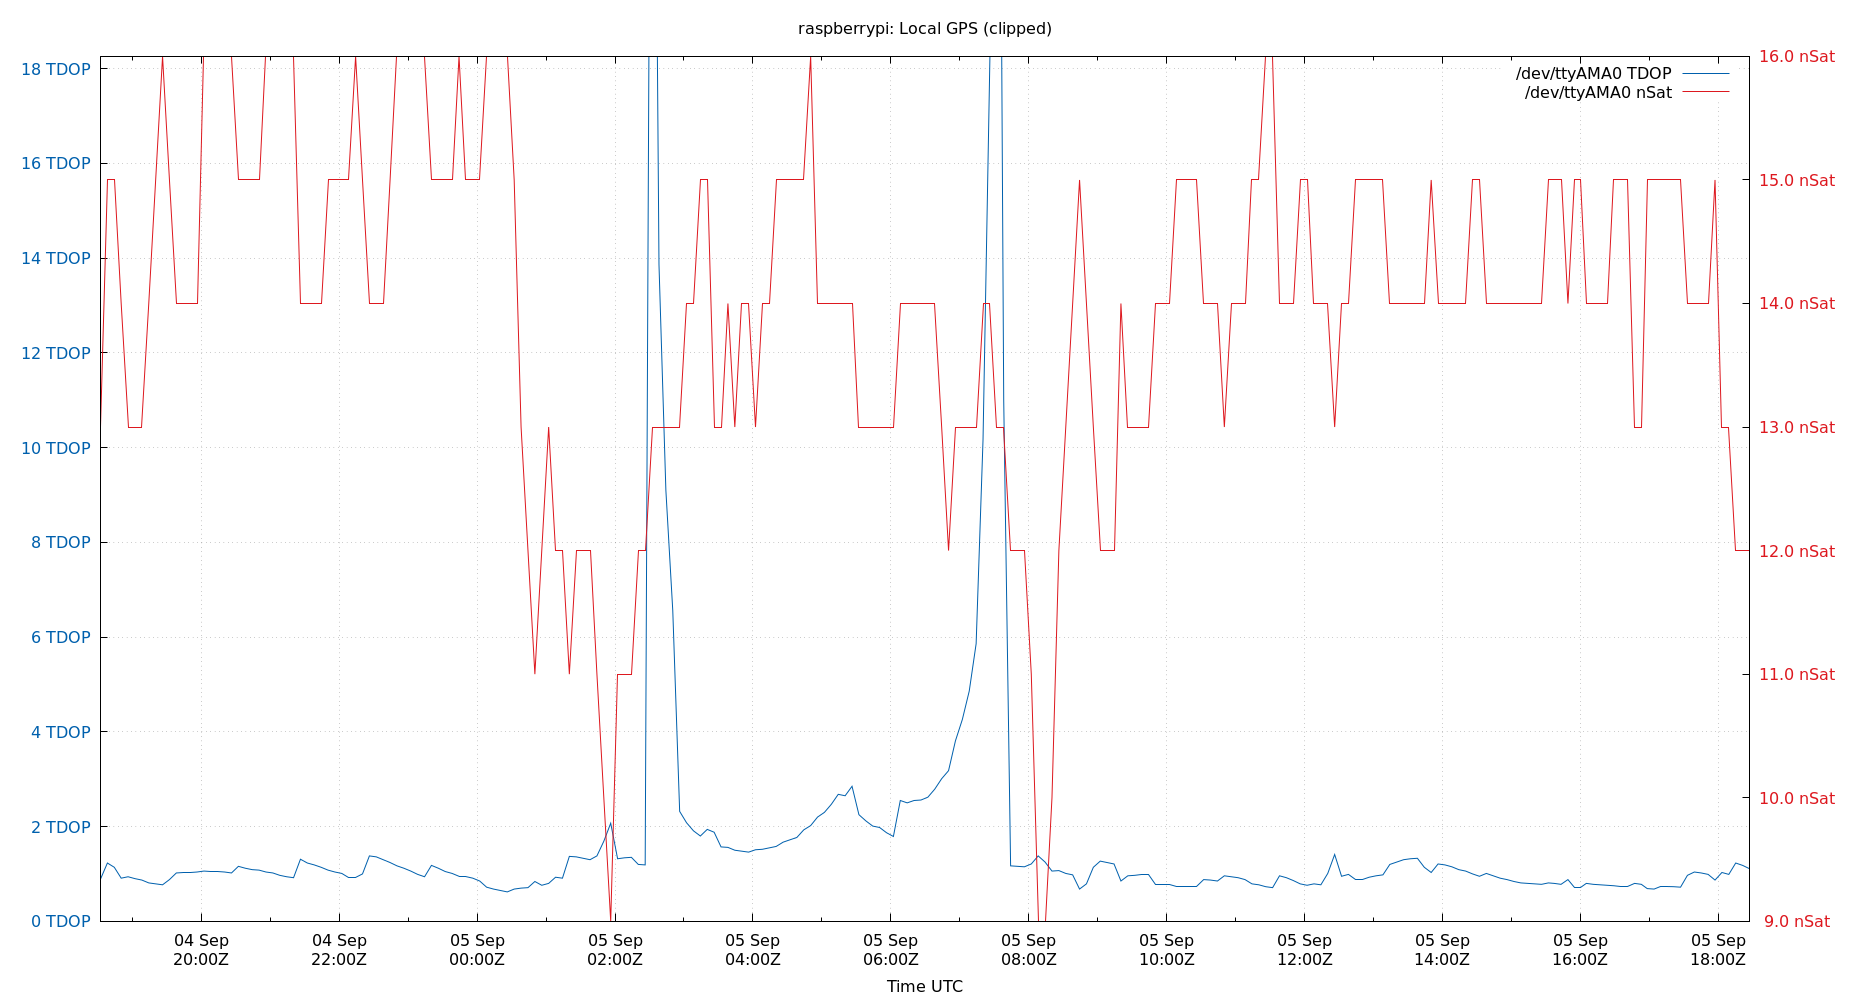 raspberrypi: Local GPS (clipped)
18 TDOP
16 TDOP
14 TDOP
12 TDOP
10 TDOP
8 TDOP
6 TDOP
4 TDOP
2 TDOP
0 TDOP
/dev/ttyAMA0 TDOP
/dev/ttyAMA0 nSat
16.0 nSat
15.0 nSat
14.0 nSat
13.0 nSat
12.0 nSat
11.0 nSat
10.0 nSat
9.0 nSat
04 Sep
20:00Z
04 Sep
22:00Z
05 Sep
00:00Z
05 Sep
02:00Z
05 Sep
04:00Z
05 Sep
06:00Z
05 Sep
08:00Z
05 Sep
10:00Z
05 Sep
12:00Z
05 Sep
14:00Z
05 Sep
16:00Z
05 Sep
18:00Z
Time UTC